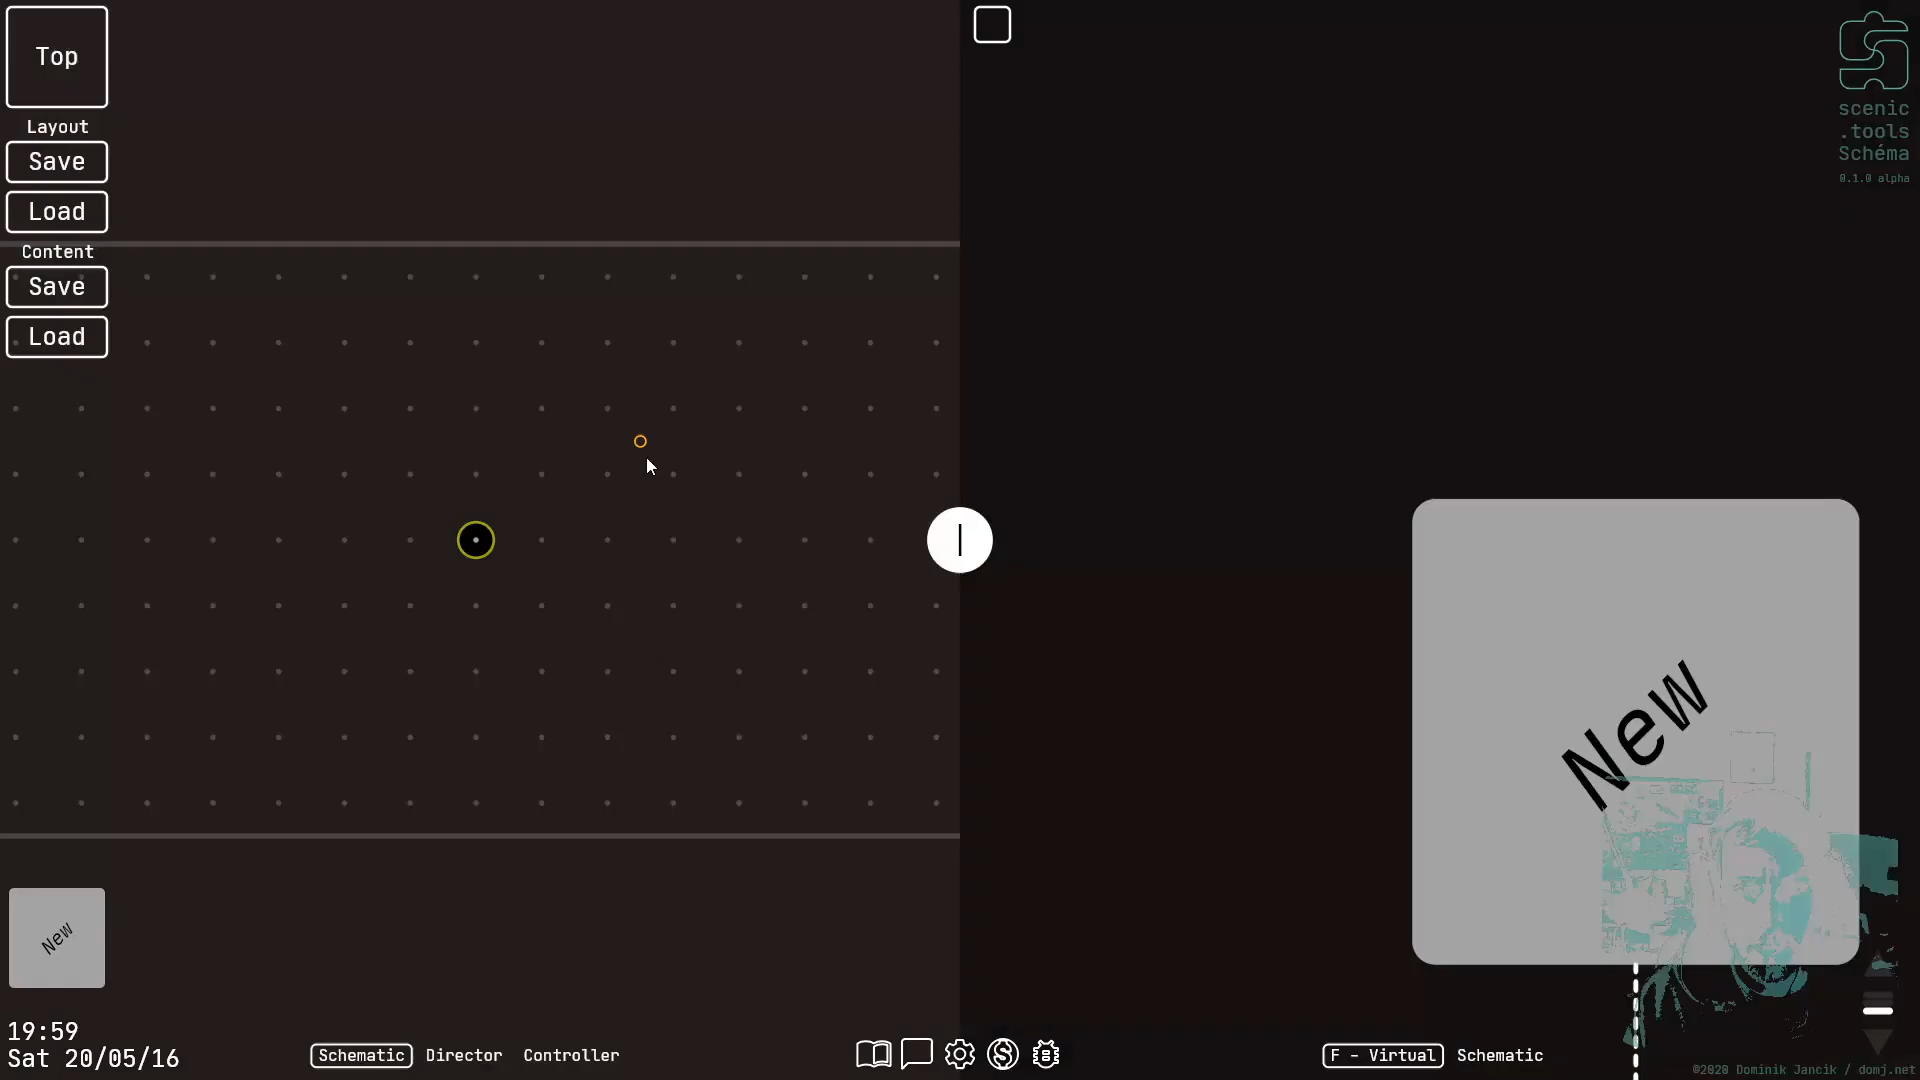 Top
Layout
Save
Load
Content
Save
Load
scenic
.tools
Schéma
0.1.0 alpha
New
New
19:59
Sat 20/05/16
Schematic Director Controller
F - Virtual Schematic
©2020 Dominik Jancik / domj.net